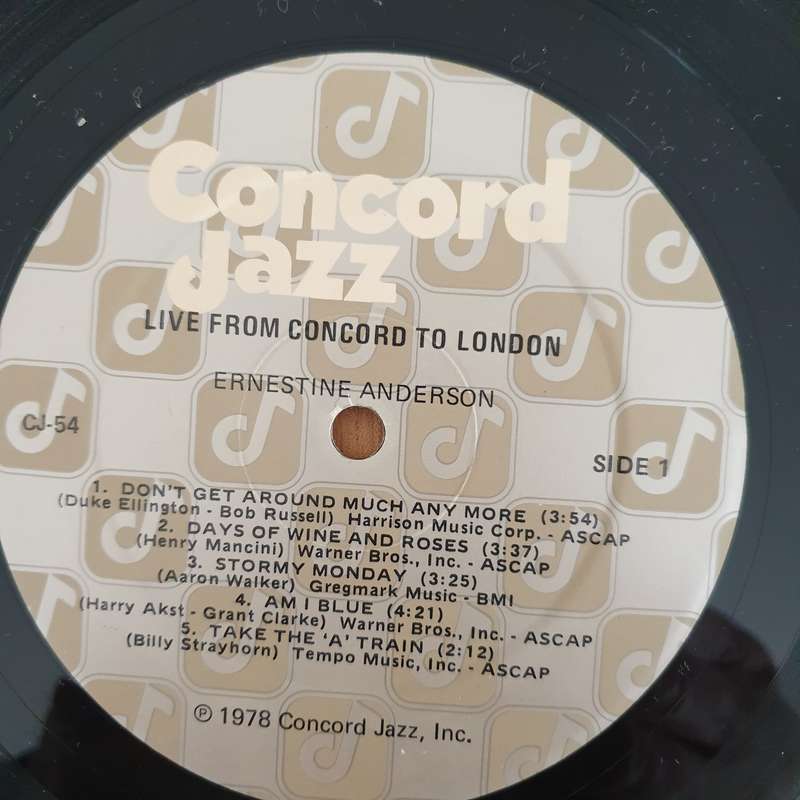 Concord
Jazz
LIVE FROM CONCORD TO LONDON
ERNESTINE ANDERSON
CJ-54
SIDE 1
1. DON'T GET AROUND MUCH ANY MORE (3:54)
(Duke Ellington - Bob Russell) Harrison Music Corp. - ASCAP
2. DAYS OF WINE AND ROSES (3:37)
(Henry Mancini) Warner Bros., Inc. - ASCAP
3. STORMY MONDAY (3:25)
(Aaron Walker) Gregmark Music - BMI
4. AM I BLUE (4:21)
(Harry Akst - Grant Clarke) Warner Bros., Inc. - ASCAP
5. TAKE THE 'A' TRAIN (2:12)
(Billy Strayhorn) Tempo Music, Inc. - ASCAP
℗ 1978 Concord Jazz, Inc.